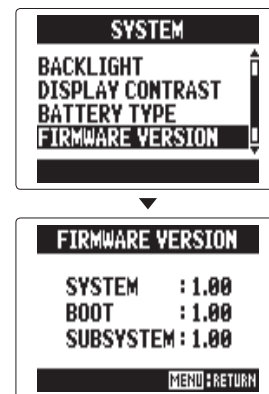 SYSTEM
BACKLIGHT
DISPLAY CONTRAST
BATTERY TYPE
FIRMWARE VERSION
FIRMWARE VERSION
SYSTEM :1.00
BOOT :1.00
SUBSYSTEM:1.00
MENU:RETURN